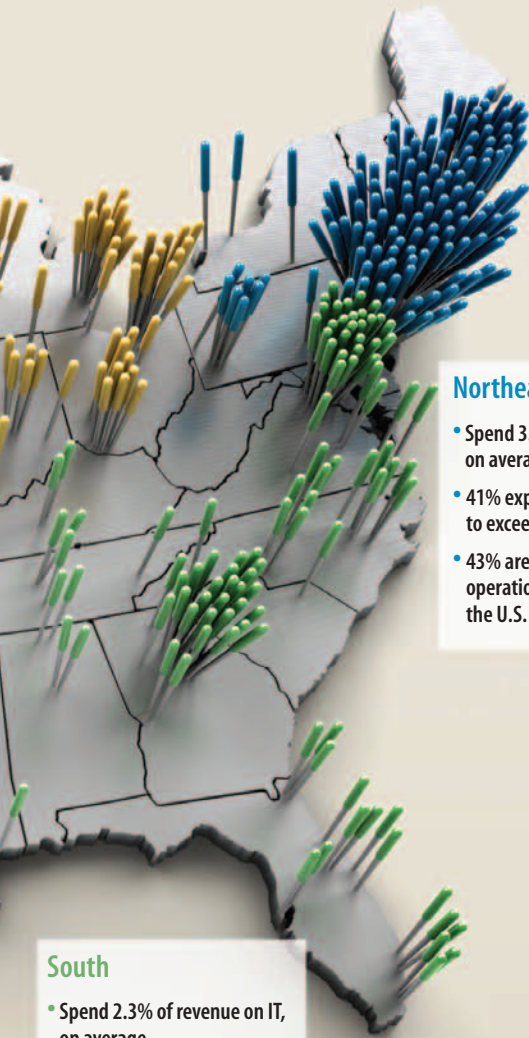 Northea
• Spend 3.
on avera
• 41% exp
to excee
• 43% are
operatio
the U.S.
South
• Spend 2.3% of revenue on IT,
on average